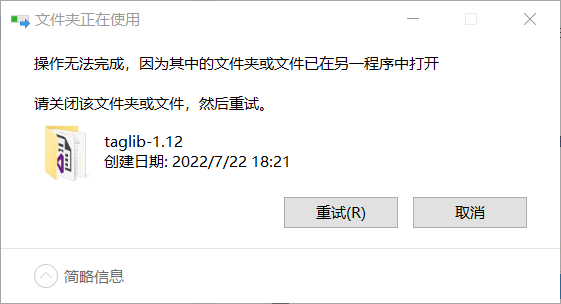 文件夹正在使用
操作无法完成，因为其中的文件夹或文件已在另一程序中打开
请关闭该文件夹或文件，然后重试。
taglib-1.12
创建日期: 2022/7/22 18:21
重试(R) 取消
简略信息